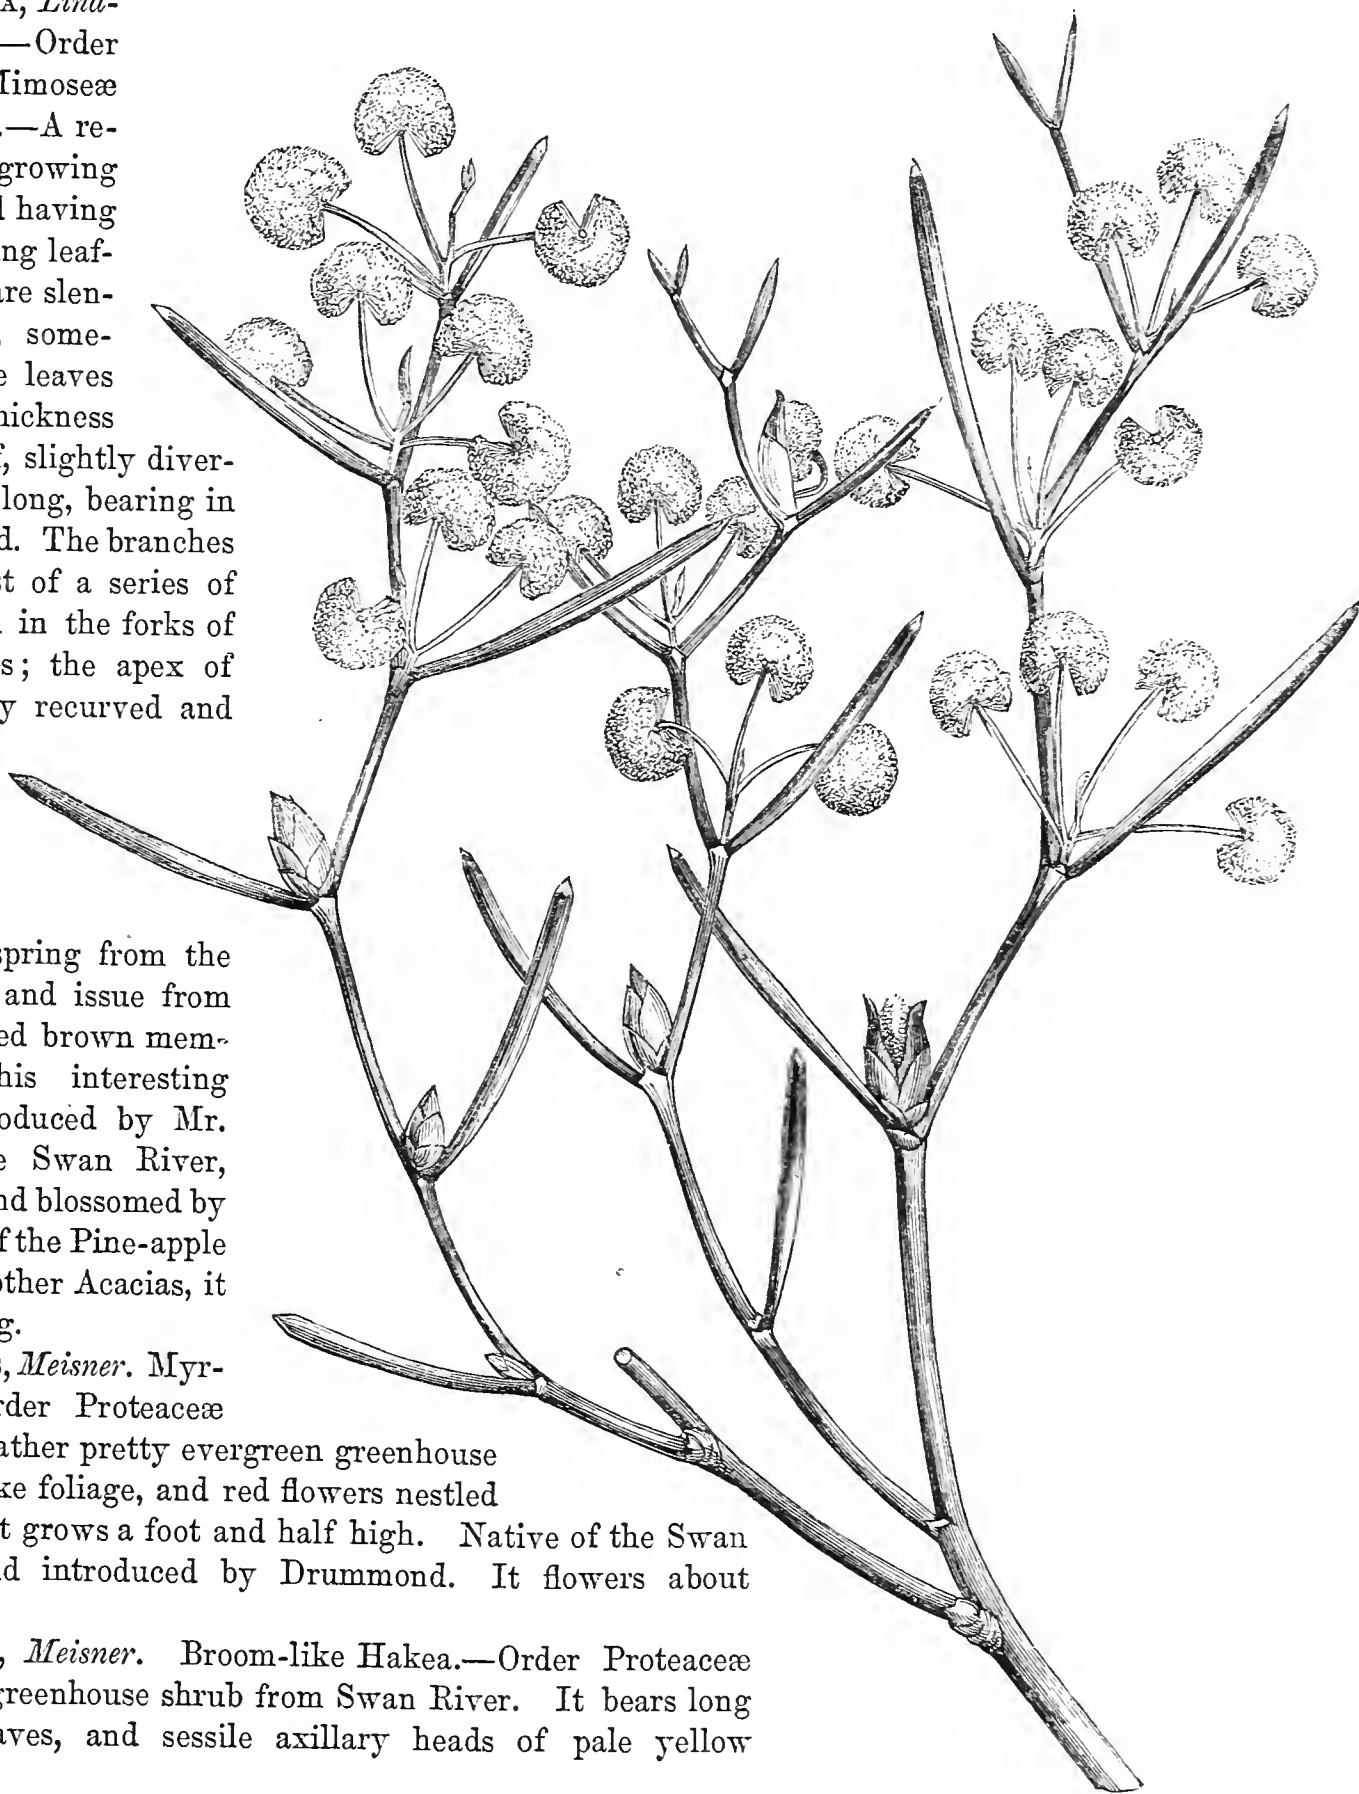 —Order
.—A re-
growing
having
leaf-
are slen-
some-
leaves
hickness
, slightly diver-
long, bearing in
d. The branches
st of a series of
in the forks of
s; the apex of
y recurved and
spring from the
and issue from
ed brown mem-
his interesting
oduced by Mr.
e Swan River,
nd blossomed by
f the Pine-apple
other Acacias, it
g.
, Meisner. Myr-
rder Proteaceæ
ather pretty evergreen greenhouse
ke foliage, and red flowers nestled
t grows a foot and half high. Native of the Swan
d introduced by Drummond. It flowers about
, Meisner. Broom-like Hakea.—Order Proteaceæ
greenhouse shrub from Swan River. It bears long
aves, and sessile axillary heads of pale yellow